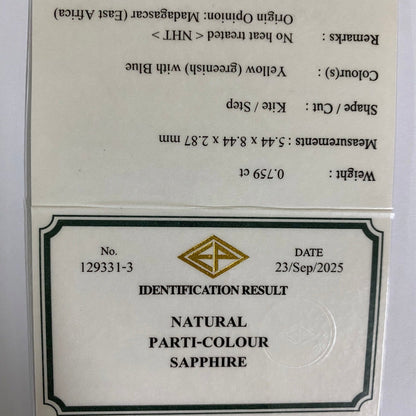 Weight : 0.759 ct
Measurements : 5.44 x 8.44 x 2.87 mm
Shape / Cut : Kite / Step
Colour(s) : Yellow (greenish) with Blue
Remarks : No heat treated < NHT >
Origin Opinion: Madagascar (East Africa)
No.
129331-3
DATE
23/Sep/2025
IDENTIFICATION RESULT
NATURAL
PARTI-COLOUR
SAPPHIRE